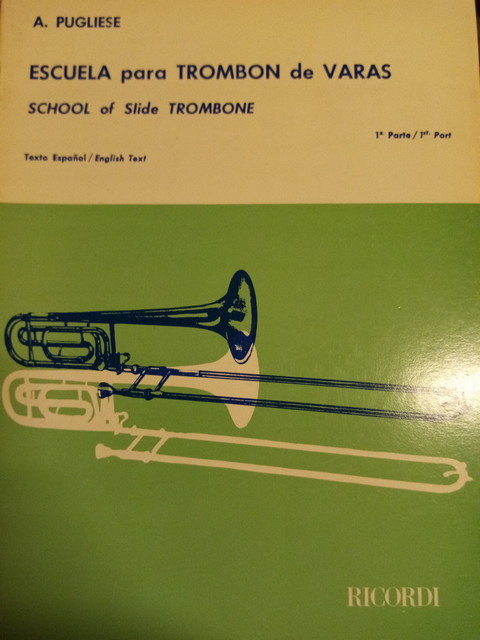 A. PUGLIESE
ESCUELA para TROMBON de VARAS
SCHOOL of Slide TROMBONE
1ª Parte / 1st. Part
Texto Español / English Text
RICORDI